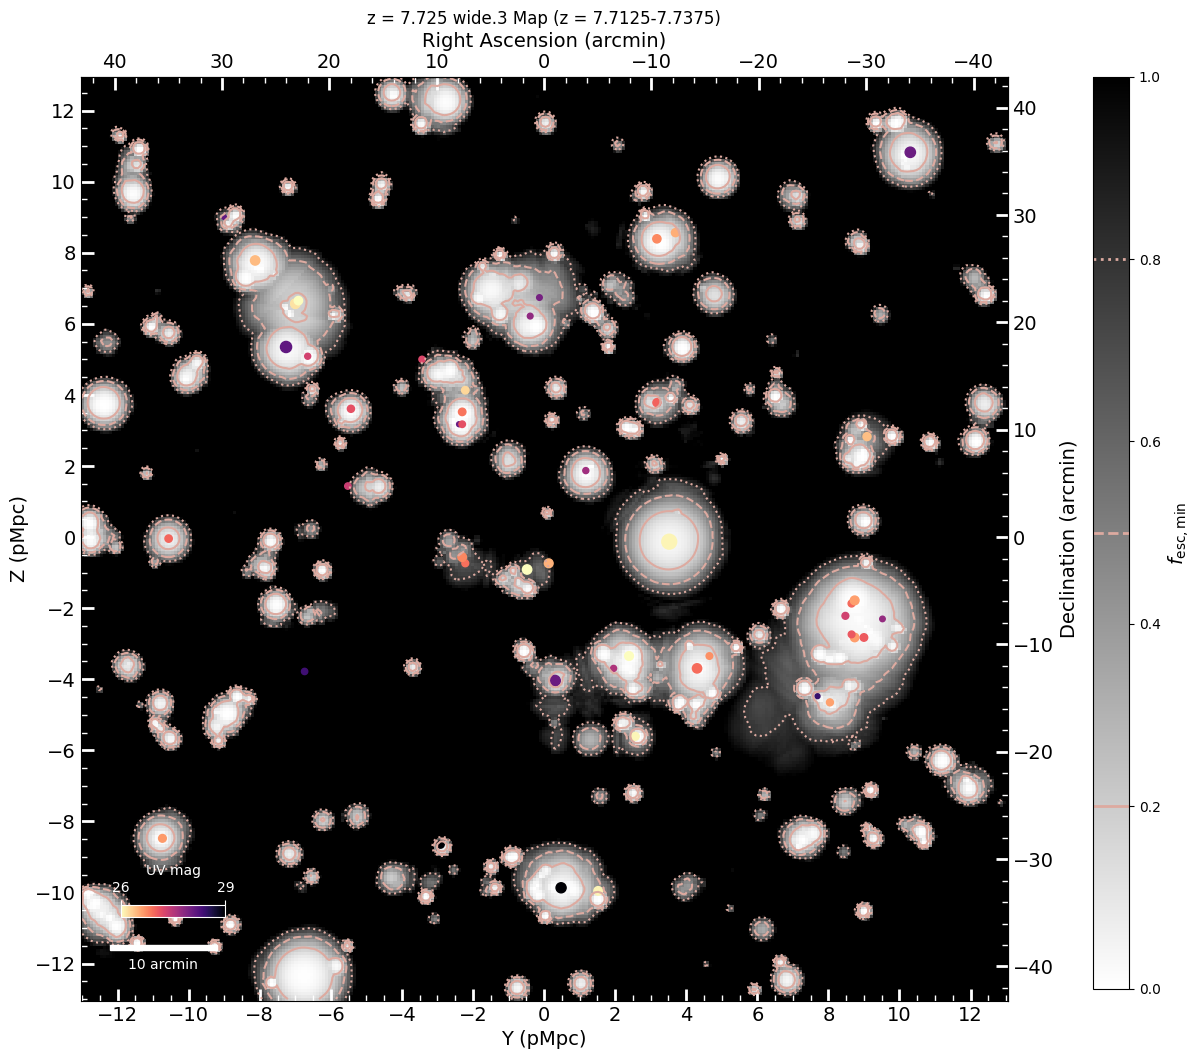 z = 7.725 wide.3 Map (z = 7.7125-7.7375)
Right Ascension (arcmin)
40 30 20 10 0 −10 −20 −30 −40
12 10 8 6 4 2 0 −2 −4 −6 −8 −10 −12
Z (pMpc)
40 30 20 10 0 −10 −20 −30 −40
Declination (arcmin)
1.0 0.8 0.6 0.4 0.2 0.0
fesc,min
UV mag
26 29
10 arcmin
−12 −10 −8 −6 −4 −2 0 2 4 6 8 10 12
Y (pMpc)